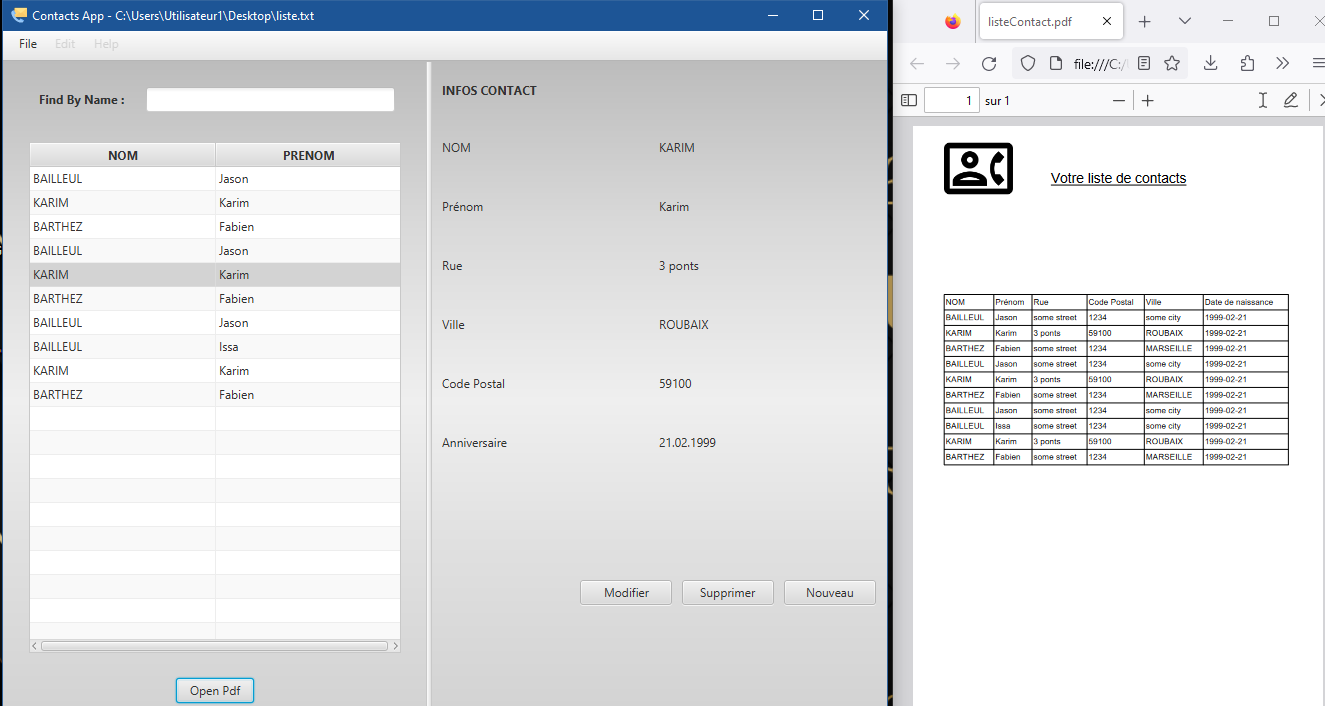 Contacts App - C:\Users\Utilisateur1\Desktop\liste.txt
File Edit Help
Find By Name :
NOM PRENOM
BAILLEUL Jason
KARIM Karim
BARTHEZ Fabien
BAILLEUL Jason
KARIM Karim
BARTHEZ Fabien
BAILLEUL Jason
BAILLEUL Issa
KARIM Karim
BARTHEZ Fabien
Open Pdf
INFOS CONTACT
NOM KARIM
Prénom Karim
Rue 3 ponts
Ville ROUBAIX
Code Postal 59100
Anniversaire 21.02.1999
Modifier Supprimer Nouveau
listeContact.pdf
file:///C:/
1 sur 1
Votre liste de contacts
NOM Prénom Rue Code Postal Ville Date de naissance
BAILLEUL Jason some street 1234 some city 1999-02-21
KARIM Karim 3 ponts 59100 ROUBAIX 1999-02-21
BARTHEZ Fabien some street 1234 MARSEILLE 1999-02-21
BAILLEUL Jason some street 1234 some city 1999-02-21
KARIM Karim 3 ponts 59100 ROUBAIX 1999-02-21
BARTHEZ Fabien some street 1234 MARSEILLE 1999-02-21
BAILLEUL Jason some street 1234 some city 1999-02-21
BAILLEUL Issa some street 1234 some city 1999-02-21
KARIM Karim 3 ponts 59100 ROUBAIX 1999-02-21
BARTHEZ Fabien some street 1234 MARSEILLE 1999-02-21